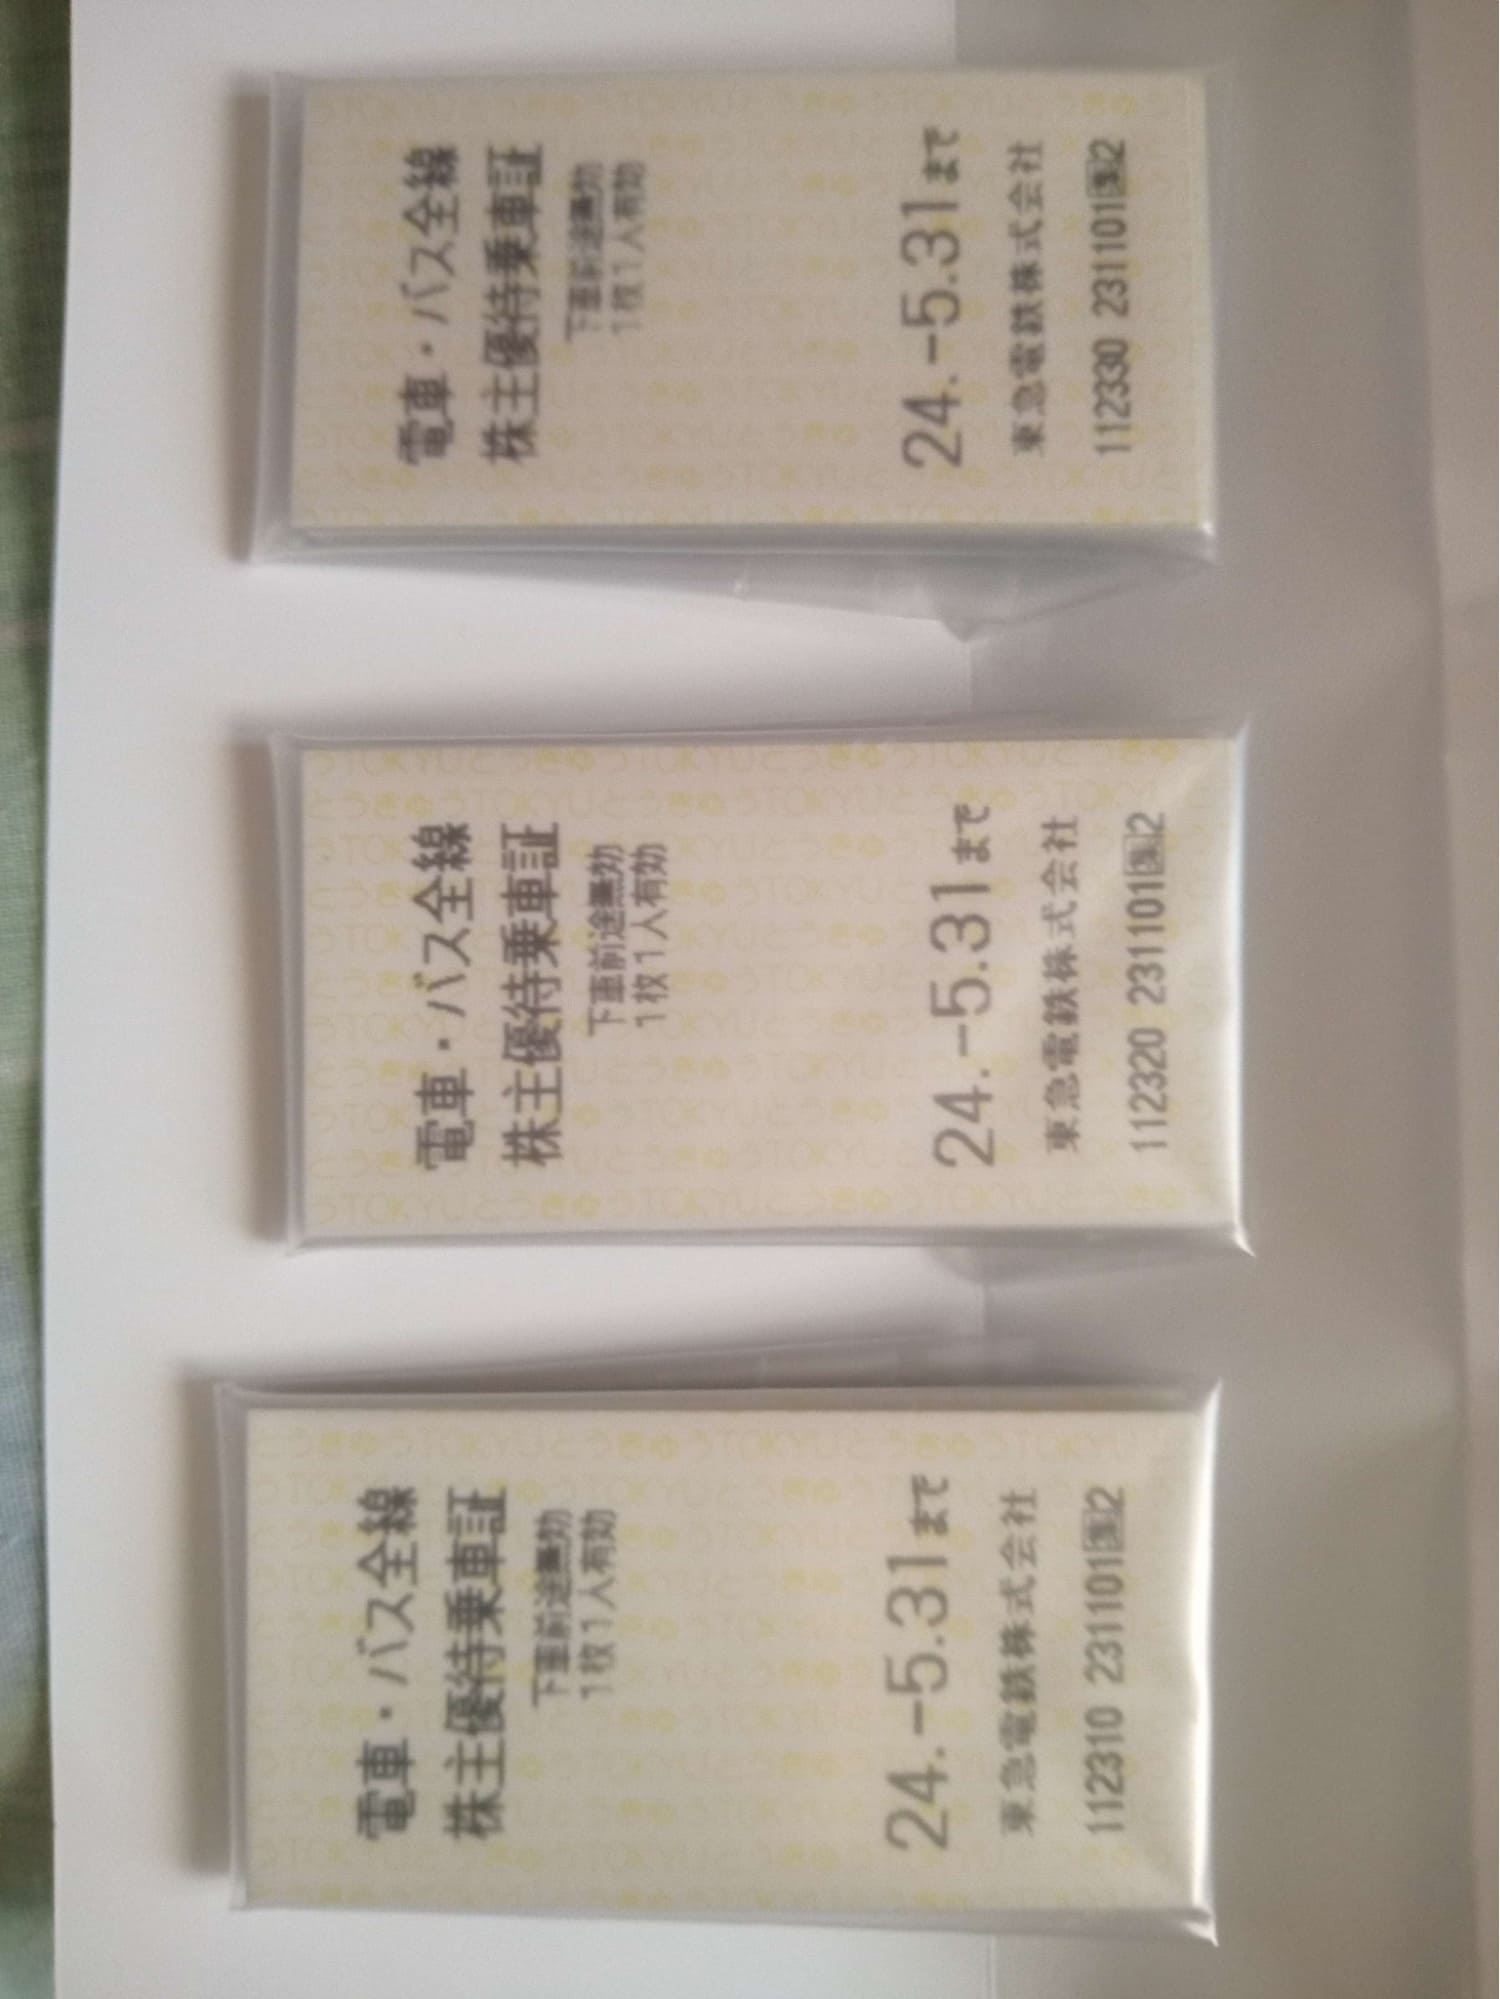 電車・バス全線
株主優待乗車証
下車前途無効
1枚1人有効
24.-5.31まで
東急電鉄株式会社
112310 231101 2
電車・バス全線
株主優待乗車証
下車前途無効
1枚1人有効
24.-5.31まで
東急電鉄株式会社
112320 231101 2
電車・バス全線
株主優待乗車証
下車前途無効
1枚1人有効
24.-5.31まで
東急電鉄株式会社
112330 231101 2